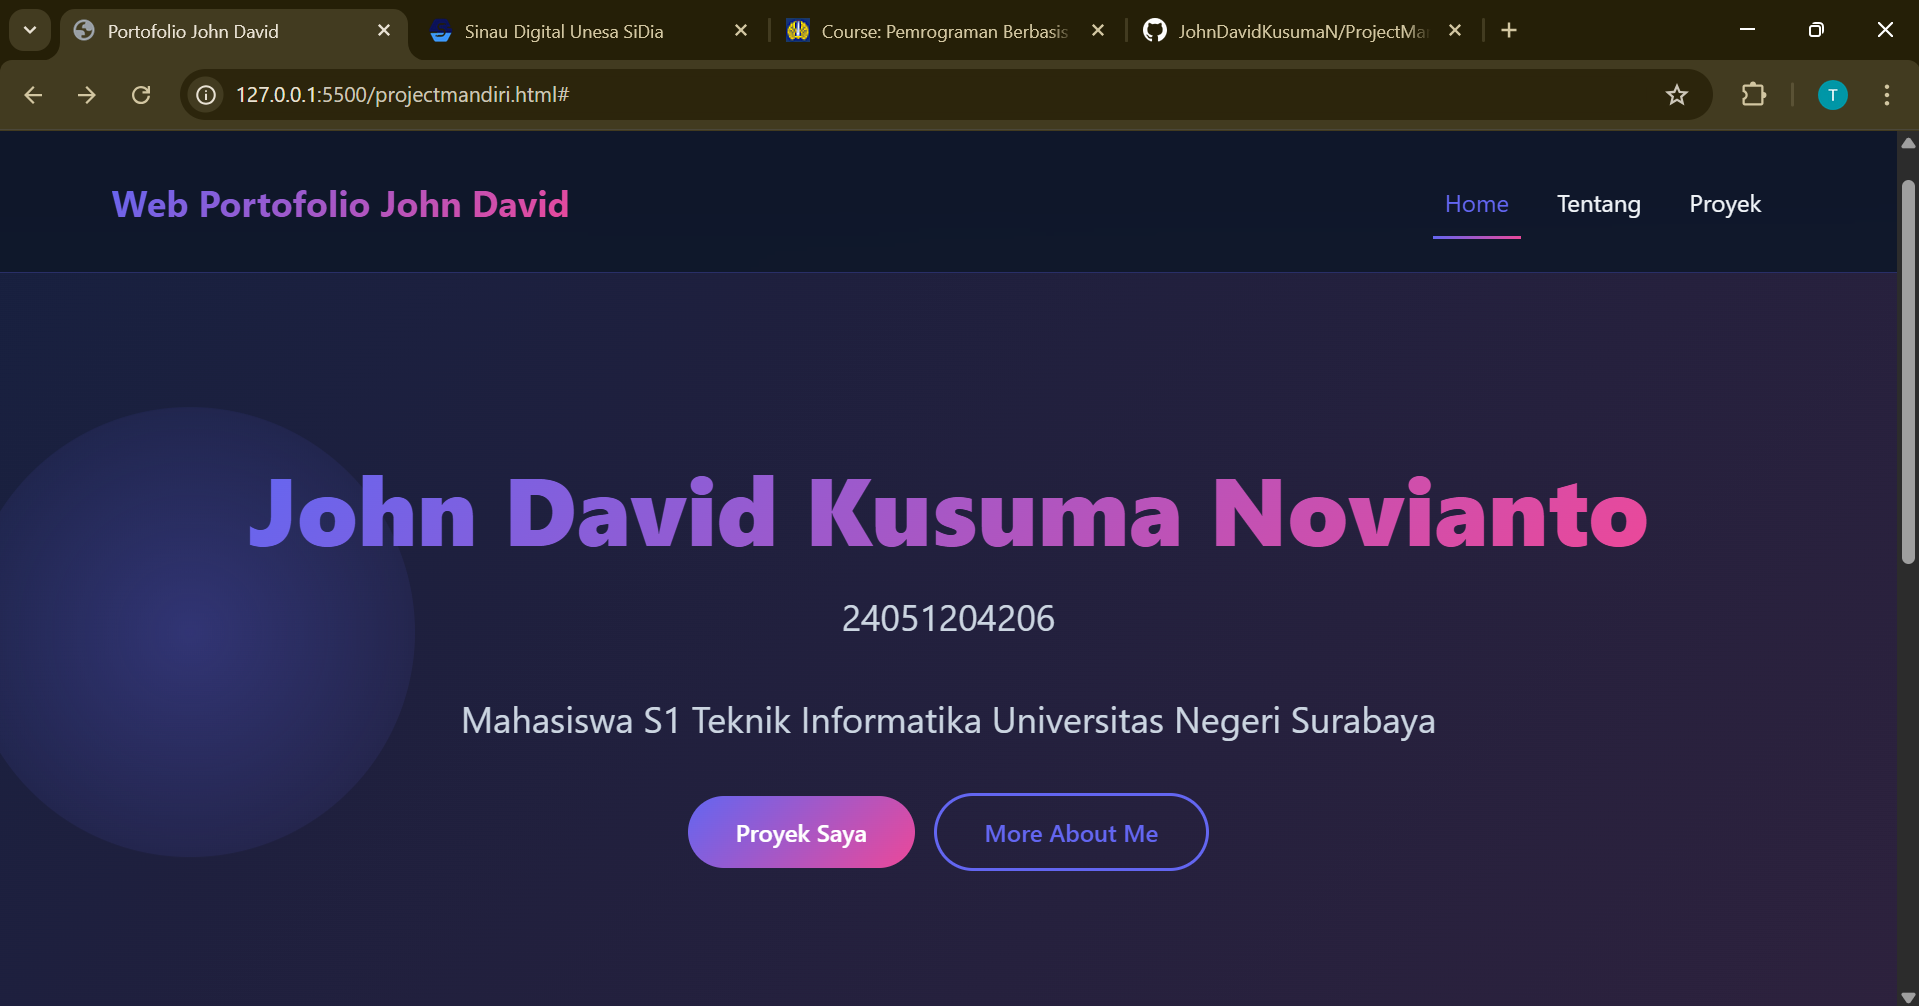 Portofolio John David
Sinau Digital Unesa SiDia
Course: Pemrograman Berbasis
JohnDavidKusumaN/ProjectMan
127.0.0.1:5500/projectmandiri.html#
T
Web Portofolio John David
Home
Tentang
Proyek
John David Kusuma Novianto
24051204206
Mahasiswa S1 Teknik Informatika Universitas Negeri Surabaya
Proyek Saya
More About Me